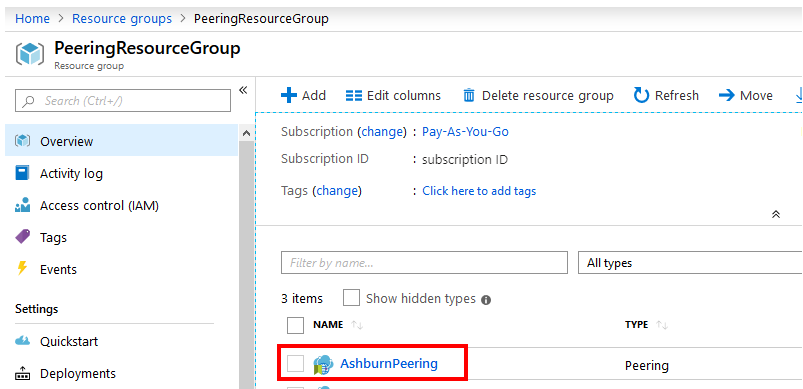 Home > Resource groups > PeeringResourceGroup
PeeringResourceGroup
Resource group
Search (Ctrl+/)
«
Overview
Activity log
Access control (IAM)
Tags
Events
Settings
Quickstart
Deployments
Add Edit columns Delete resource group Refresh Move
Subscription (change) : Pay-As-You-Go
Subscription ID : subscription ID
Tags (change) : Click here to add tags
Filter by name... All types
3 items Show hidden types
NAME ↑↓ TYPE ↑↓
AshburnPeering Peering